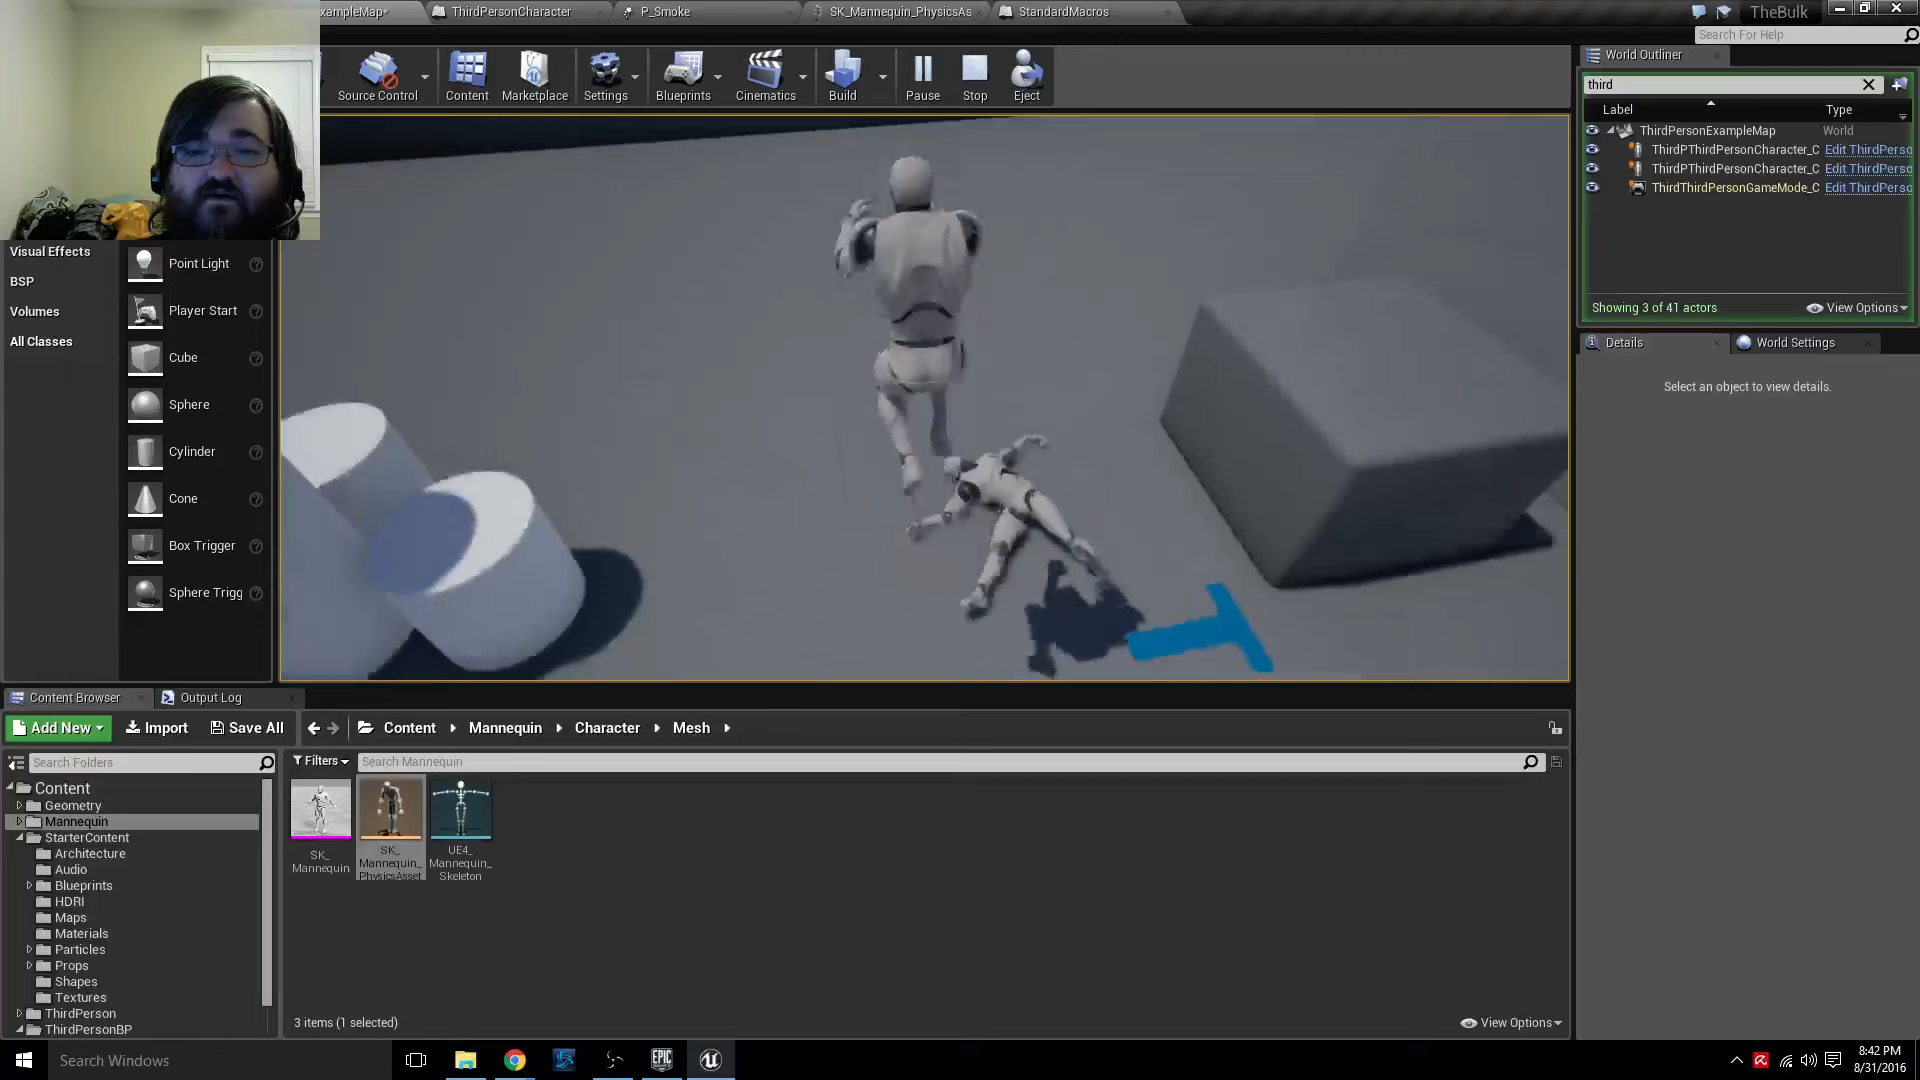 ExampleMap*
ThirdPersonCharacter
P_Smoke
SK_Mannequin_PhysicsAs
StandardMacros
TheBulk
Search For Help
Source Control
Content
Marketplace
Settings
Blueprints
Cinematics
Build
Pause
Stop
Eject
World Outliner
third
Label
Type
ThirdPersonExampleMap
World
ThirdPThirdPersonCharacter_C
Edit ThirdPerso
ThirdPThirdPersonCharacter_C
Edit ThirdPerso
ThirdThirdPersonGameMode_C
Edit ThirdPerso
Showing 3 of 41 actors
View Options
Details
World Settings
Select an object to view details.
Visual Effects
BSP
Volumes
All Classes
Point Light
Player Start
Cube
Sphere
Cylinder
Cone
Box Trigger
Sphere Trigg
Content Browser
Output Log
Add New
Import
Save All
Content
Mannequin
Character
Mesh
Search Folders
Filters
Search Mannequin
Content
Geometry
Mannequin
StarterContent
Architecture
Audio
Blueprints
HDRI
Maps
Materials
Particles
Props
Shapes
Textures
ThirdPerson
ThirdPersonBP
SK_
Mannequin
SK_
Mannequin_
PhysicsAsset
UE4_
Mannequin_
Skeleton
3 items (1 selected)
View Options
Search Windows
EPIC
GAMES
8:42 PM
8/31/2016